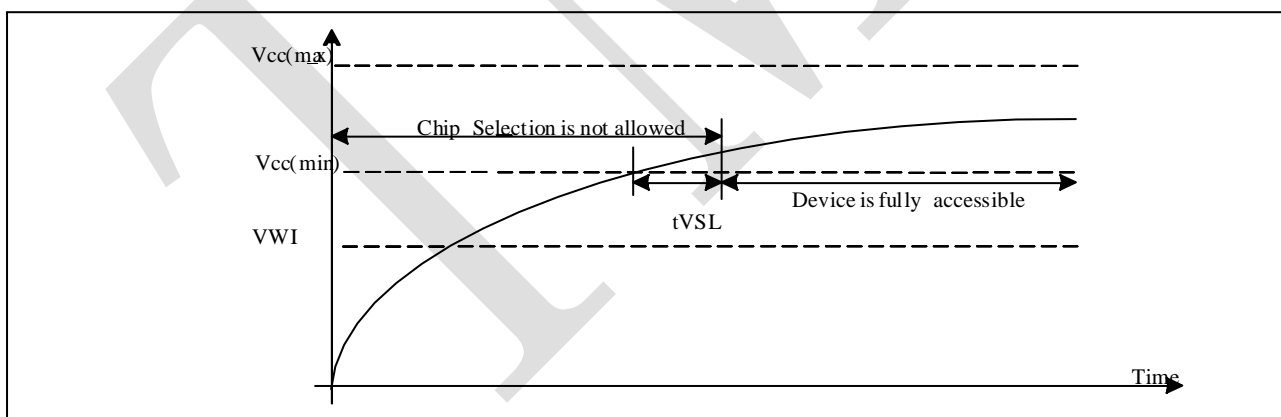 Vcc(max)
Chip Selection is not allowed
Vcc(min)
Device is fully accessible
tVSL
VWI
Time